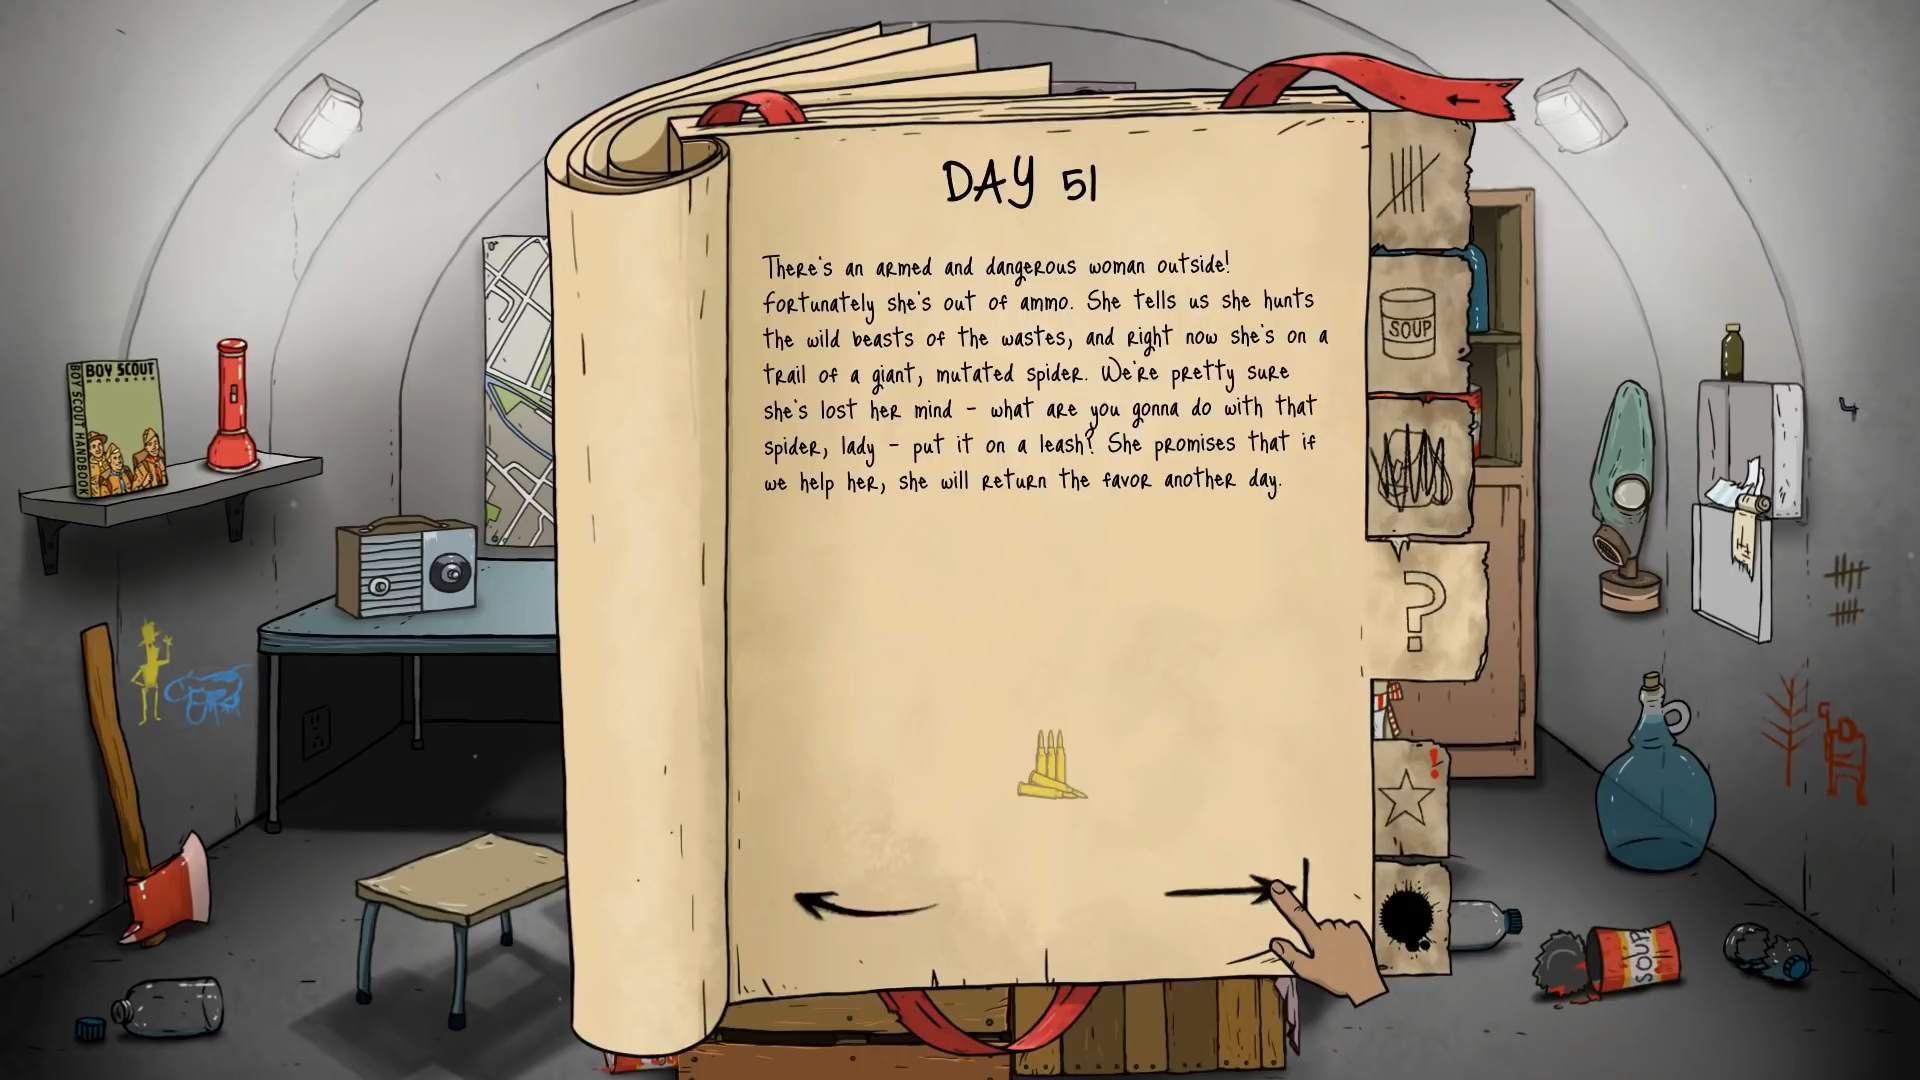 DAY 51
There's an armed and dangerous woman outside!
fortunately she's out of ammo. She tells us she hunts
the wild beasts of the wastes, and right now she's on a
trail of a giant, mutated spider. We're pretty sure
she's lost her mind - what are you gonna do with that
spider, lady - put it on a leash? She promises that if
we help her, she will return the favor another day.
SOUP
?
!
BOY SCOUT
HANDBOOK
BOY SCOUT HANDBOOK
SOUP